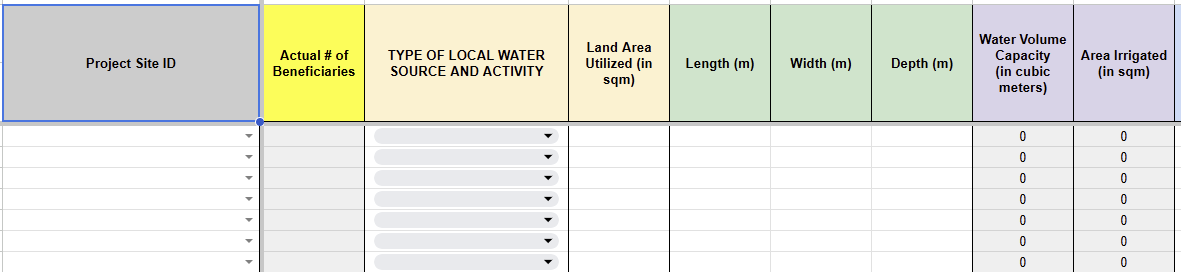 Project Site ID
Actual # of
Beneficiaries
TYPE OF LOCAL WATER
SOURCE AND ACTIVITY
Land Area
Utilized (in
sqm)
Length (m)
Width (m)
Depth (m)
Water Volume
Capacity
(in cubic
meters)
Area Irrigated
(in sqm)
0 0
0 0
0 0
0 0
0 0
0 0
0 0